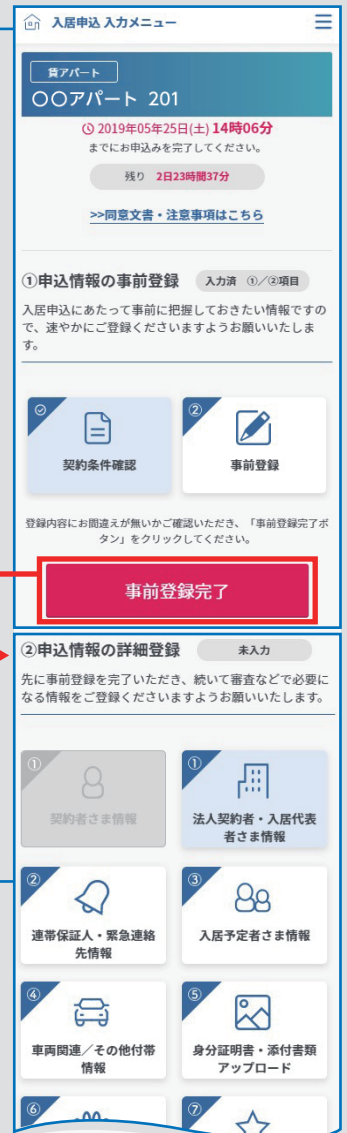 入居申込 入力メニュー
賃アパート
〇〇アパート 201
2019年05年25日(土) 14時06分
までにお申込みを完了してください。
残り 2日23時間37分
>>同意文書・注意事項はこちら
①申込情報の事前登録 入力済 ①／②項目
入居申込にあたって事前に把握しておきたい情報ですの
で、速やかにご登録くださいますようお願いいたしま
す。
契約条件確認
②
事前登録
登録内容にお間違えが無いかご確認いただき、「事前登録完了ボ
タン」をクリックしてください。
事前登録完了
②申込情報の詳細登録 未入力
先に事前登録を完了いただき、続いて審査などで必要に
なる情報をご登録くださいますようお願いいたします。
①
契約者さま情報
①
法人契約者・入居代表
者さま情報
②
連帯保証人・緊急連絡
先情報
③
入居予定者さま情報
④
車両関連／その他付帯
情報
⑤
身分証明書・添付書類
アップロード
⑥
⑦